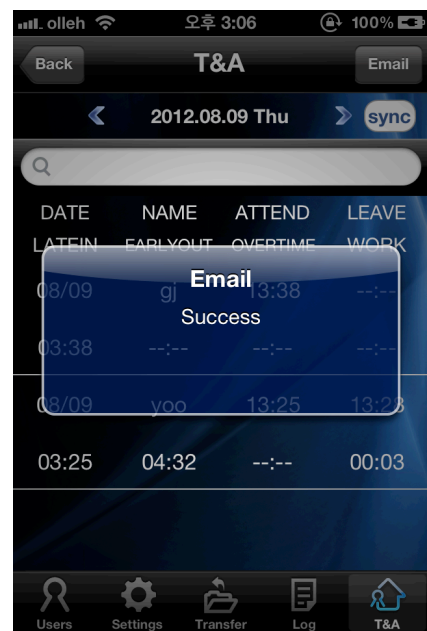 olleh 오후 3:06 100%
Back T&A Email
2012.08.09 Thu sync
DATE NAME ATTEND LEAVE
LATEIN EARLYOUT OVERTIME WORK
Email
08/09 gj 13:38 --:--
Success
03:38 --:-- --:-- --:--
08/09 yoo 13:25 13:28
03:25 04:32 --:-- 00:03
Users Settings Transfer Log T&A